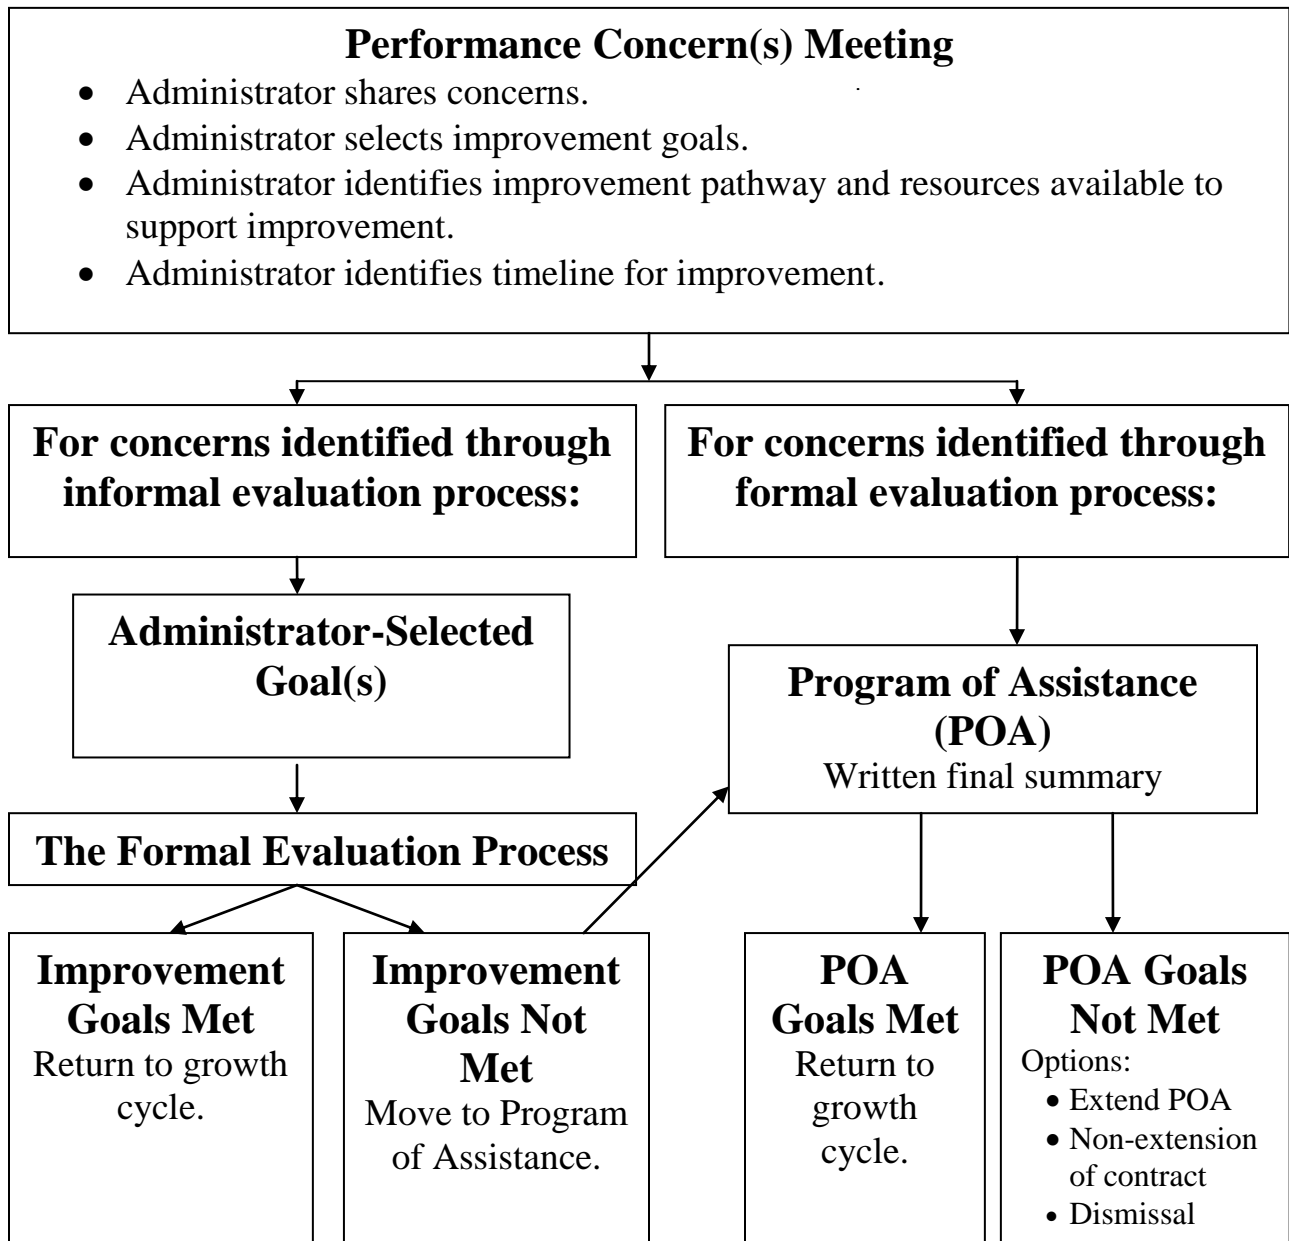 Performance Concern(s) Meeting
• Administrator shares concerns.
• Administrator selects improvement goals.
• Administrator identifies improvement pathway and resources available to
support improvement.
• Administrator identifies timeline for improvement.
For concerns identified through
informal evaluation process:
For concerns identified through
formal evaluation process:
Administrator-Selected
Goal(s)
Program of Assistance
(POA)
Written final summary
The Formal Evaluation Process
Improvement
Goals Met
Return to growth
cycle.
Improvement
Goals Not
Met
Move to Program
of Assistance.
POA
Goals Met
Return to
growth
cycle.
POA Goals
Not Met
Options:
• Extend POA
• Non-extension
of contract
• Dismissal